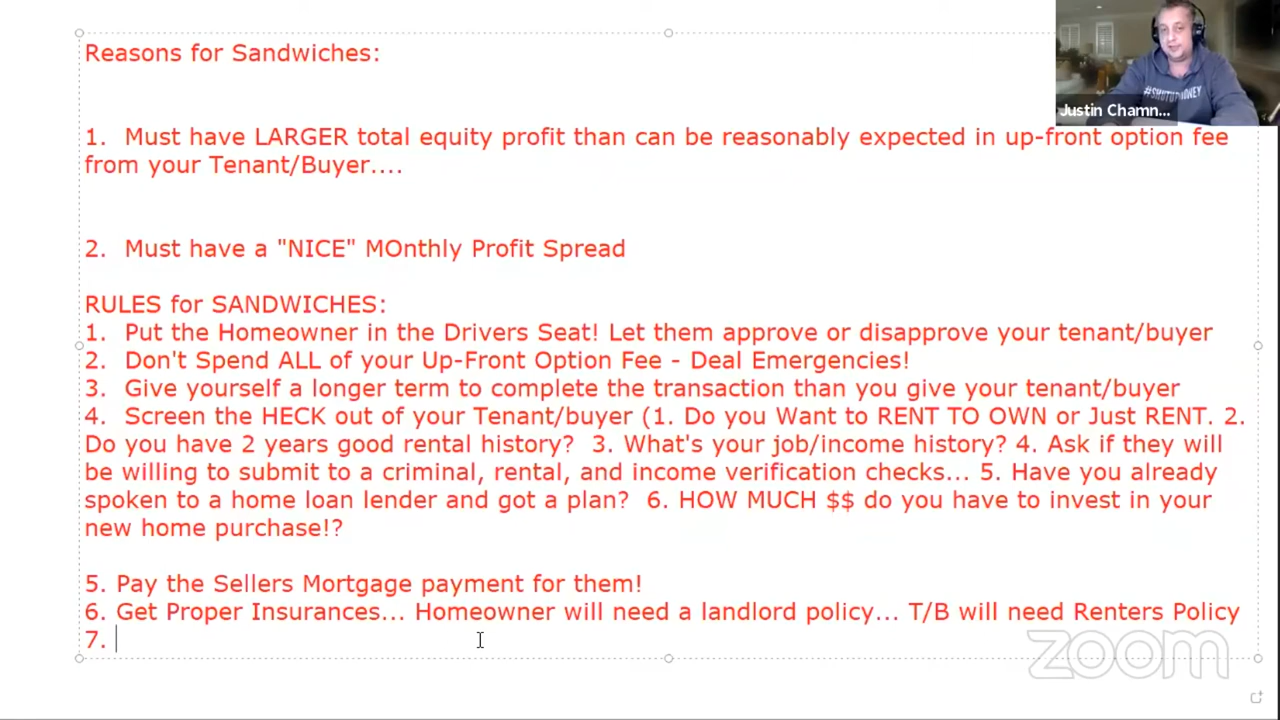 Reasons for Sandwiches:
1. Must have LARGER total equity profit than can be reasonably expected in up-front option fee
from your Tenant/Buyer....
2. Must have a "NICE" MOnthly Profit Spread
RULES for SANDWICHES:
1. Put the Homeowner in the Drivers Seat! Let them approve or disapprove your tenant/buyer
2. Don't Spend ALL of your Up-Front Option Fee - Deal Emergencies!
3. Give yourself a longer term to complete the transaction than you give your tenant/buyer
4. Screen the HECK out of your Tenant/buyer (1. Do you Want to RENT TO OWN or Just RENT. 2.
Do you have 2 years good rental history? 3. What's your job/income history? 4. Ask if they will
be willing to submit to a criminal, rental, and income verification checks... 5. Have you already
spoken to a home loan lender and got a plan? 6. HOW MUCH $$ do you have to invest in your
new home purchase!?
5. Pay the Sellers Mortgage payment for them!
6. Get Proper Insurances... Homeowner will need a landlord policy... T/B will need Renters Policy
7.
#SHUTUPMONEY
Justin Chamn...
zoom